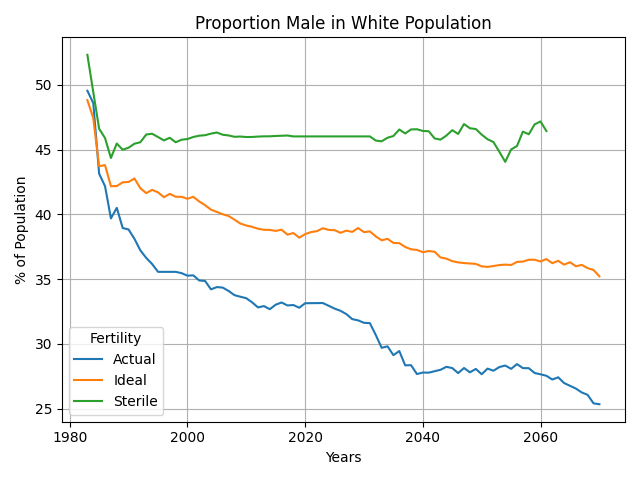 Proportion Male in White Population
% of Population
50
45
40
35
30
25
Fertility
Actual
Ideal
Sterile
1980
2000
2020
2040
2060
Years